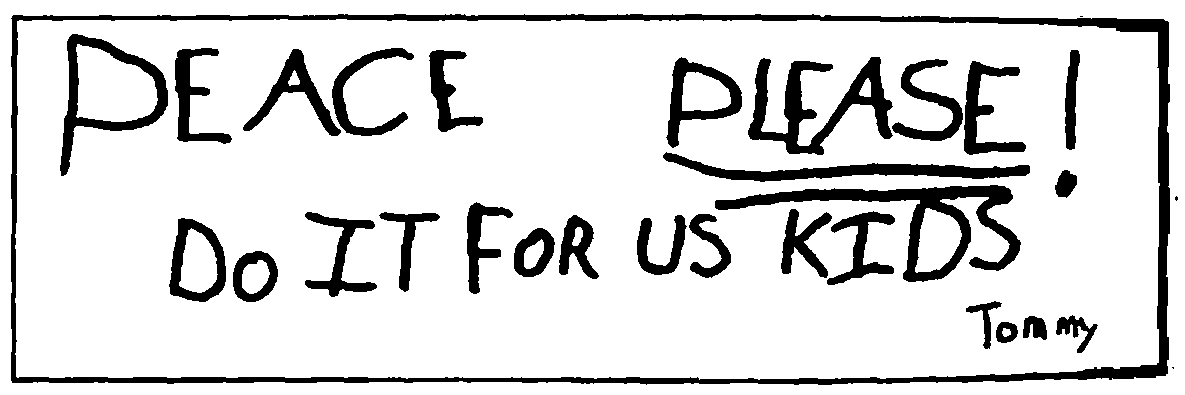 PEACE PLEASE!
DO IT FOR US KIDS
Tommy